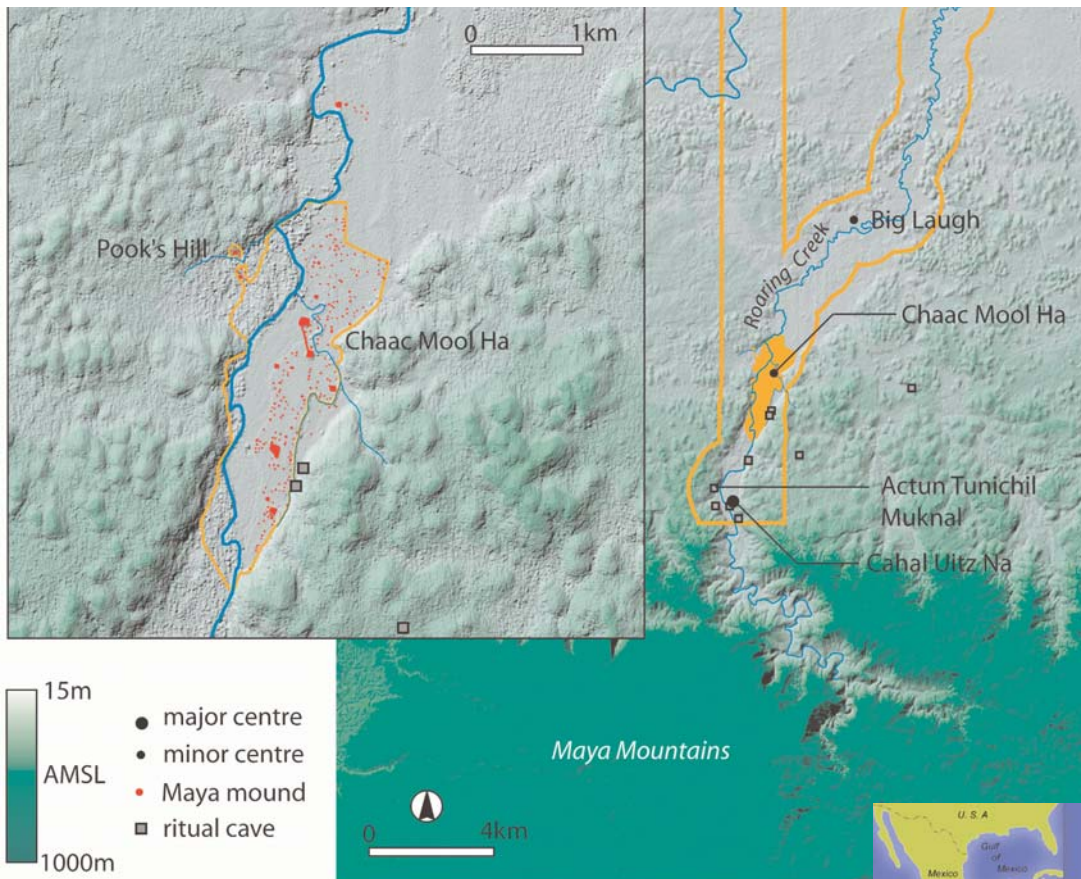 0 1km
Pook's Hill
Chaac Mool Ha
Big Laugh
Roaring Creek
Chaac Mool Ha
Actun Tunichil
Muknal
Cahal Uitz Na
Maya Mountains
15m
AMSL
1000m
major centre
minor centre
Maya mound
ritual cave
0 4km
U. S. A
Gulf
of
Mexico
Mexico